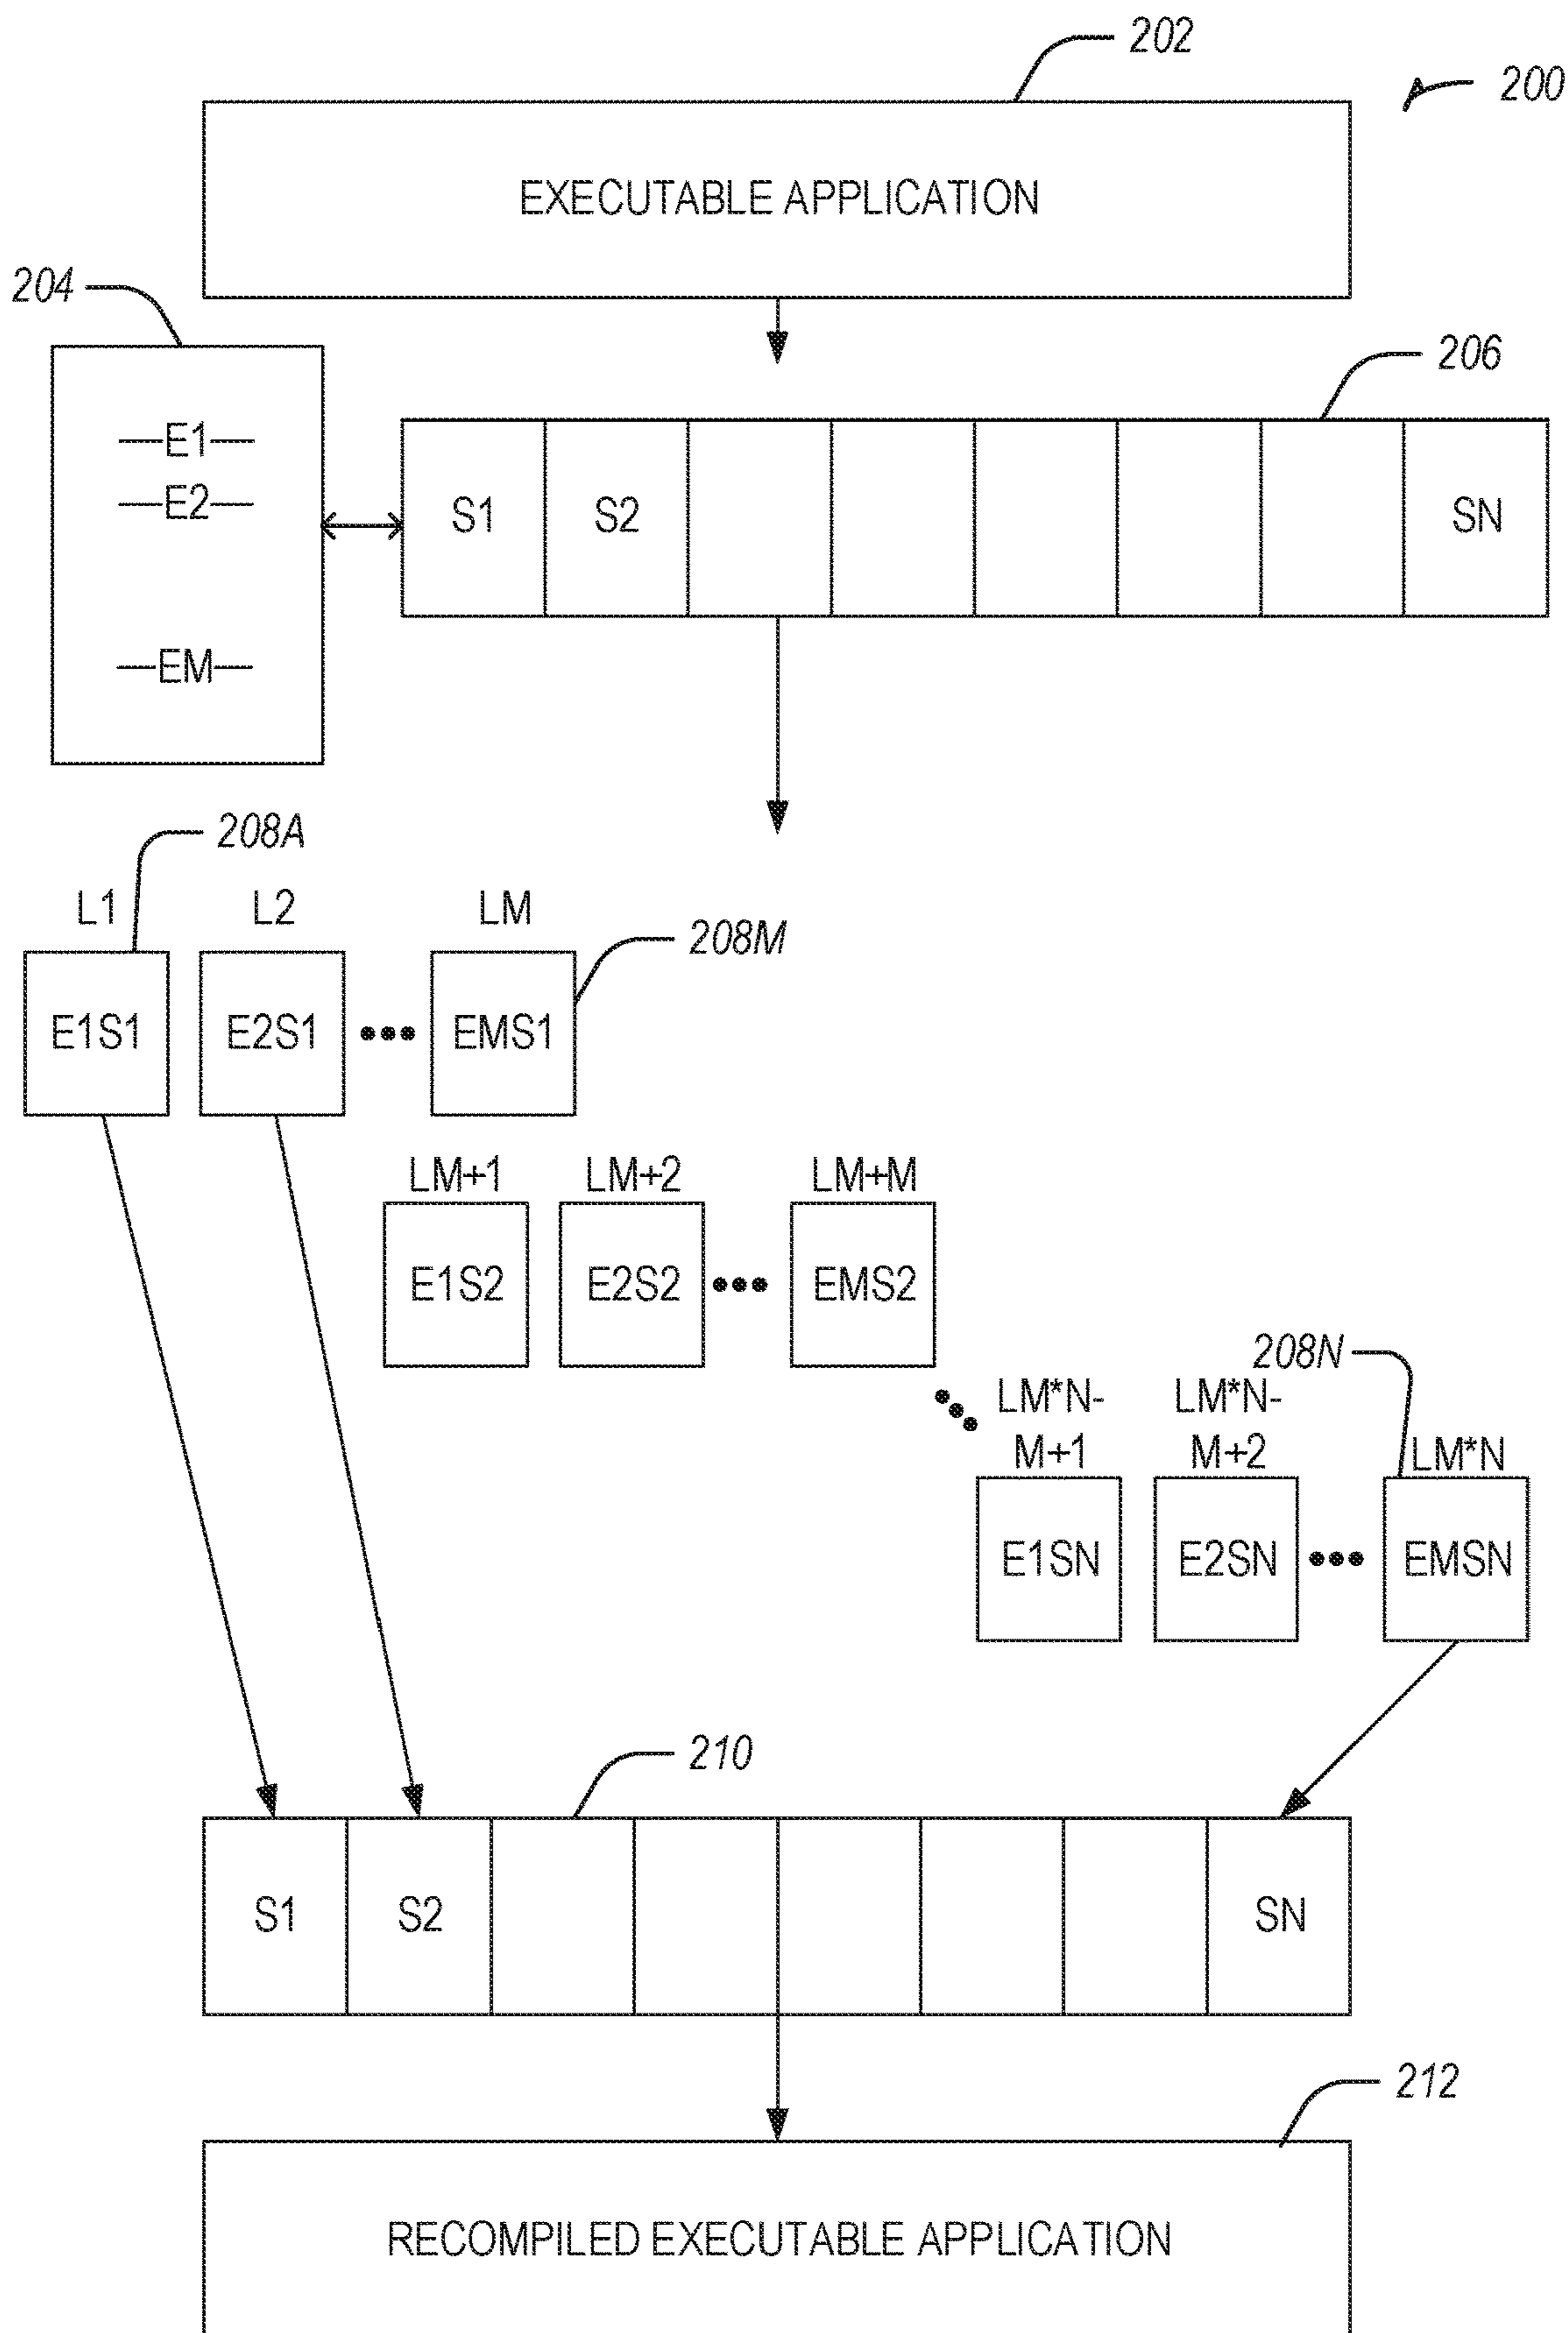 202
200
EXECUTABLE APPLICATION
204
206
E1
E2
EM
S1 S2 SN
208A
L1 L2 LM
208M
E1S1 E2S1 EMS1
LM+1 LM+2 LM+M
E1S2 E2S2 EMS2
208N
LM*N- LM*N-
M+1 M+2 LM*N
E1SN E2SN EMSN
210
S1 S2 SN
212
RECOMPILED EXECUTABLE APPLICATION